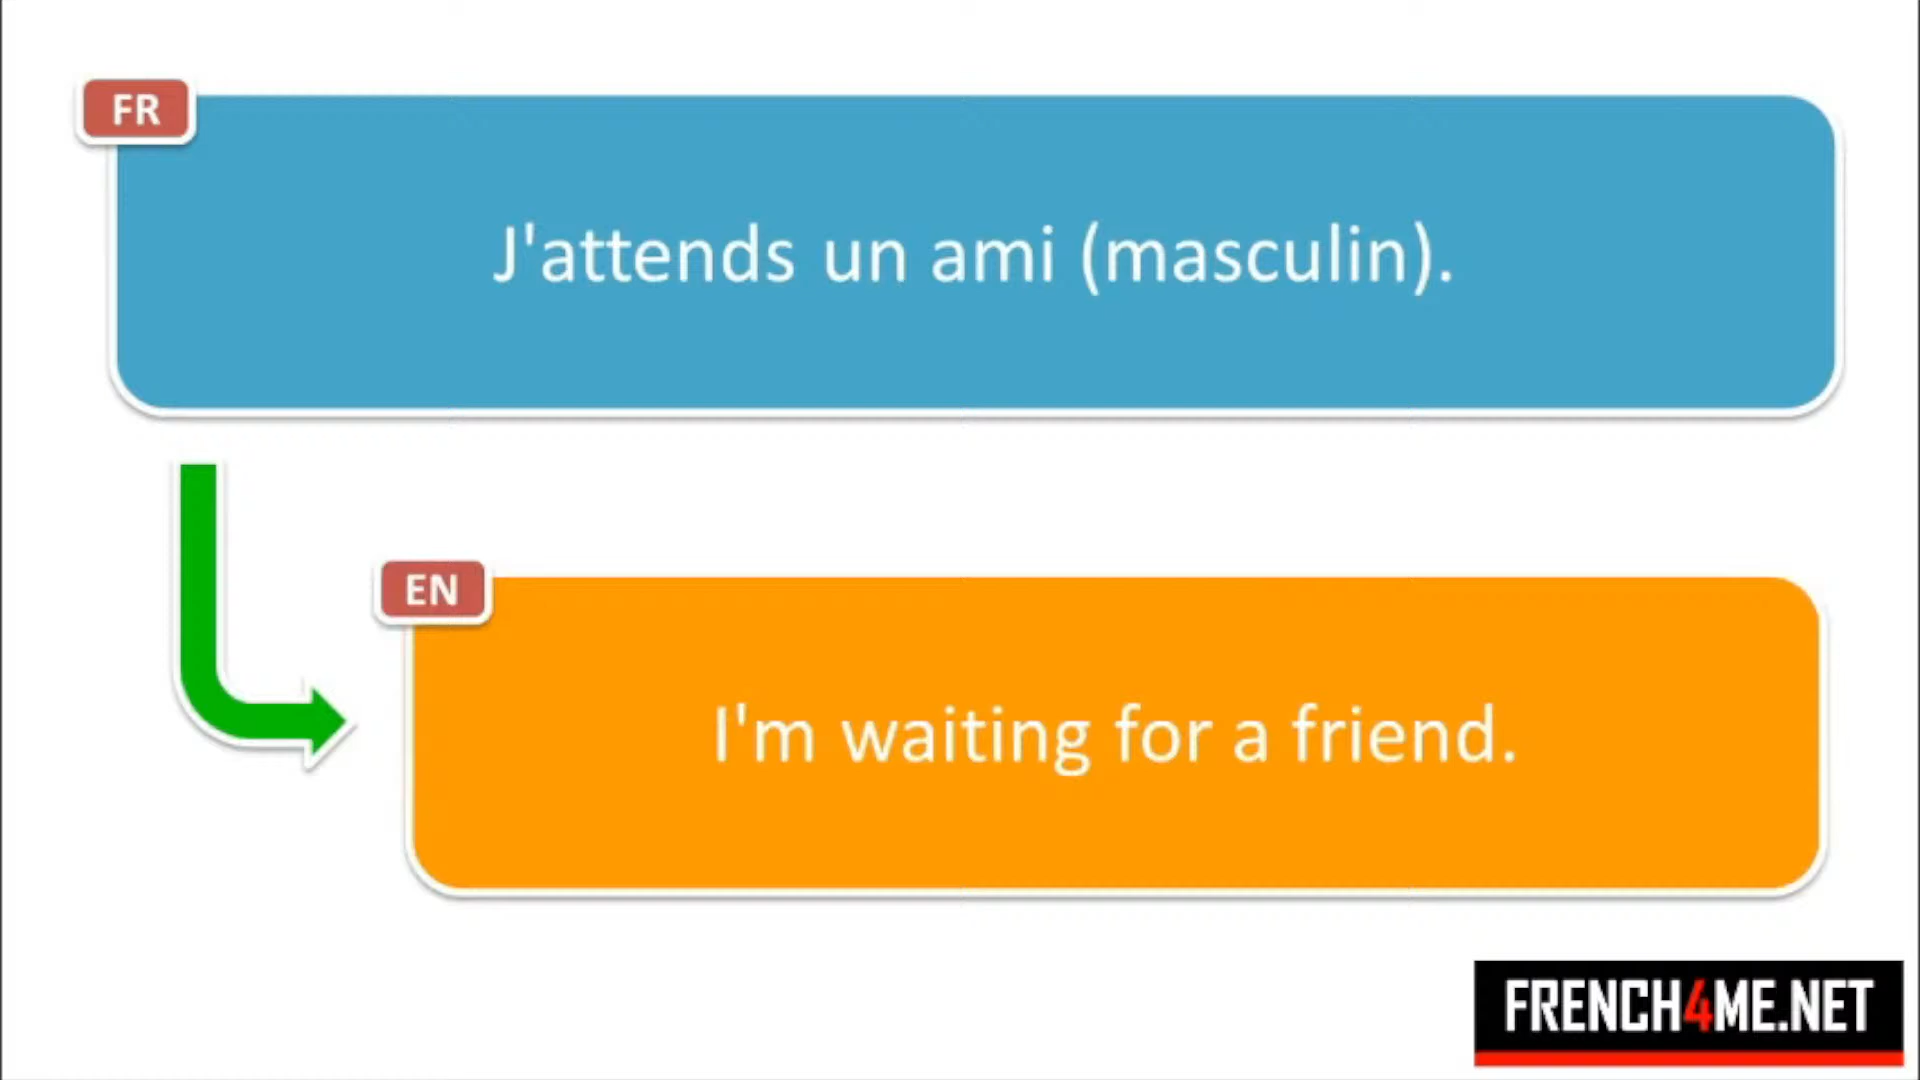 FR
J'attends un ami (masculin).
EN
I'm waiting for a friend.
FRENCH4ME.NET